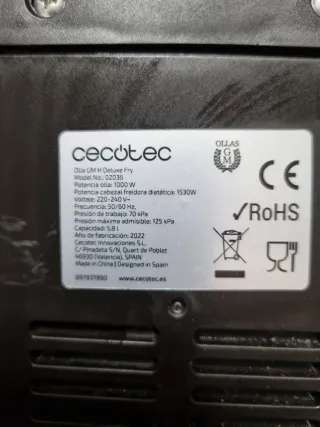 cecotec
Olla GM H Deluxe Fry
Model No.: 02036
Potencia olla: 1000 W
Potencia cabezal freidora dietética: 1530W
Voltaje: 220-240 V~
Frecuencia: 50/60 Hz,
Presión de trabajo: 70 kPa
Presión máxima admisible: 125 kPa
Capacidad: 5,8 l
Año de fabricación: 2022
Cecotec Innovaciones S.L.
C/ Pinadeta S/N, Quart de Poblet
46930 (Valencia), SPAIN
Made in China | Designed in Spain
www.cecotec.es
OLLAS
GM
CE
✓RoHS